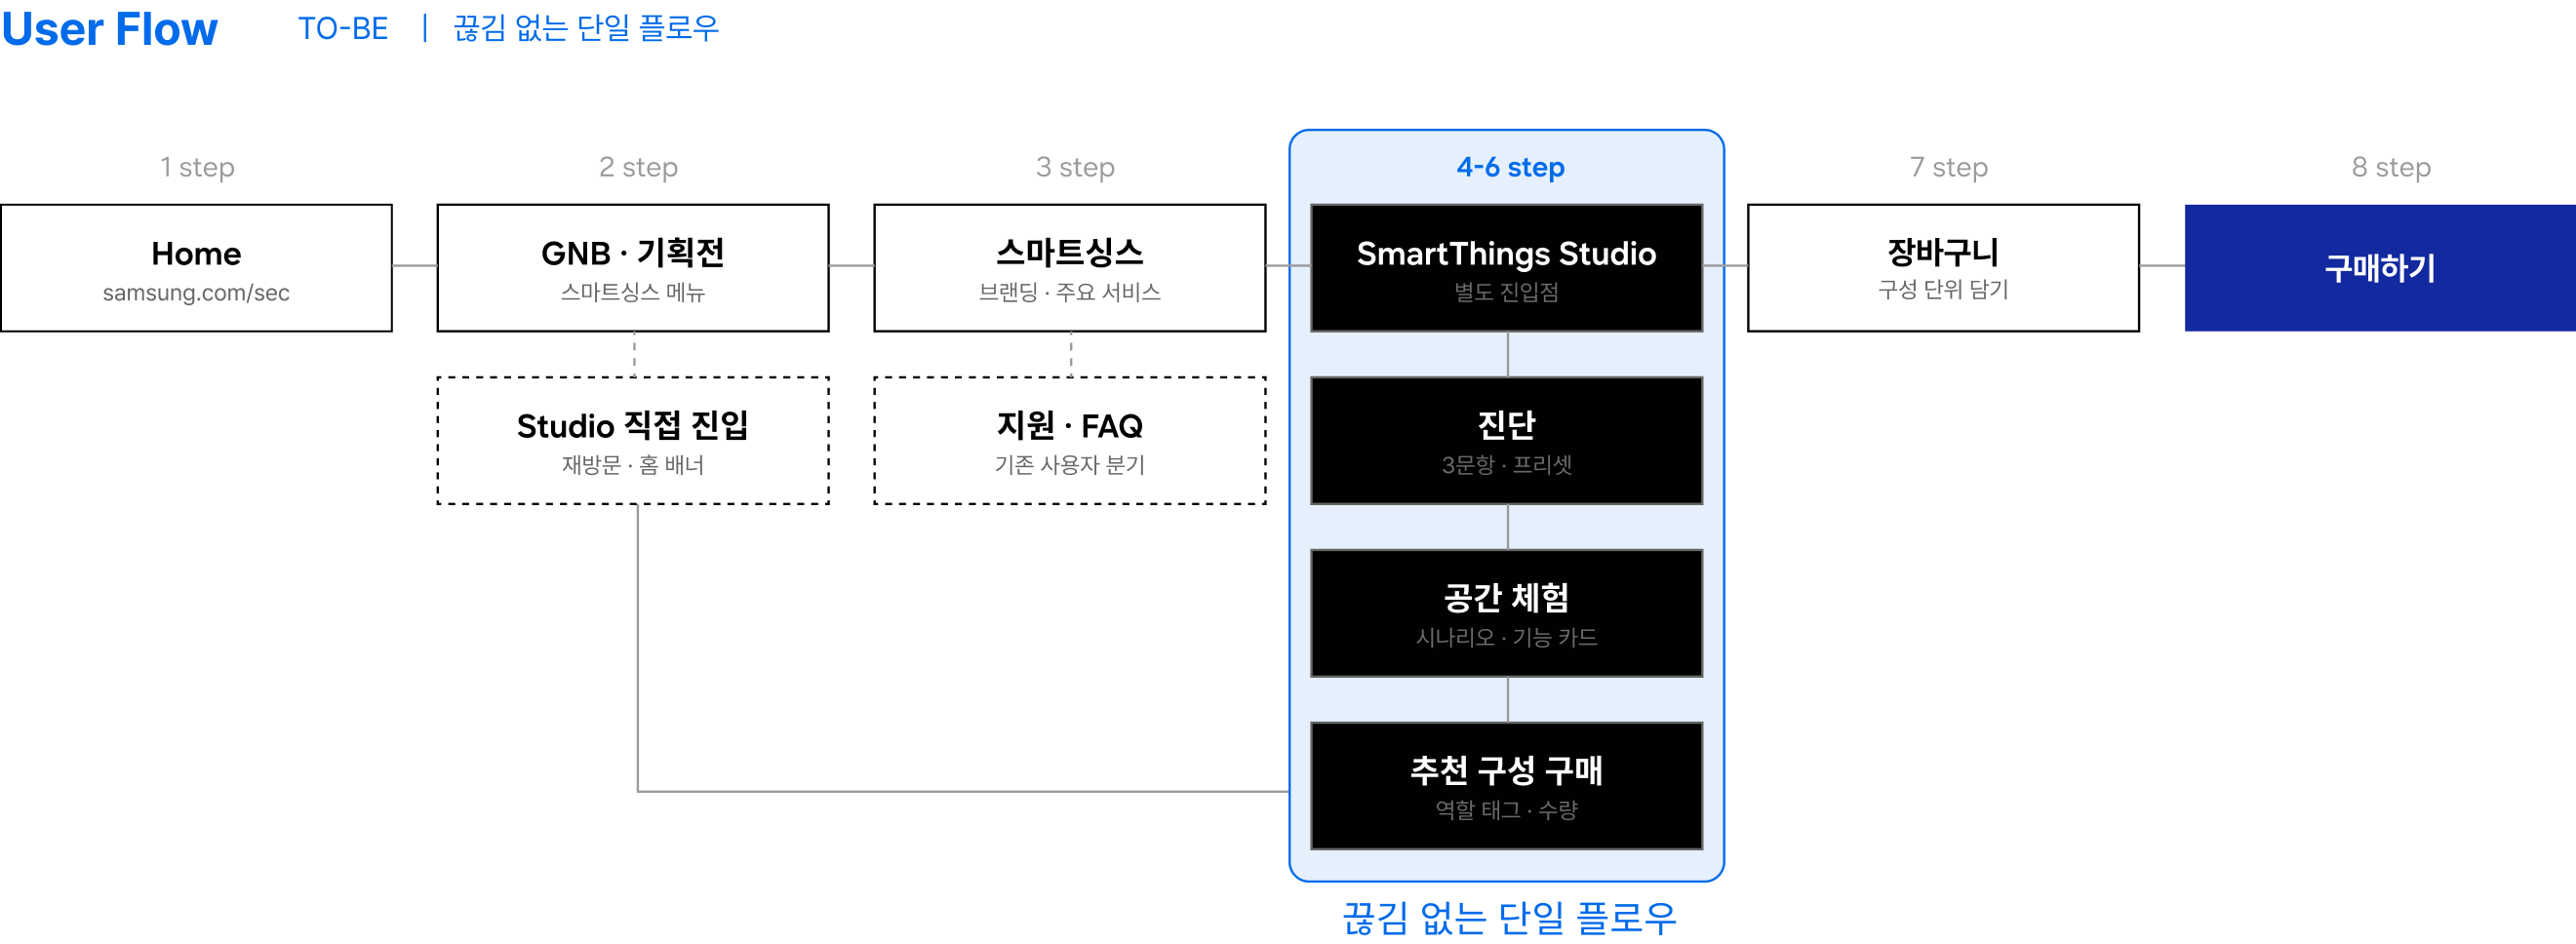 User Flow
TO-BE | 끊김 없는 단일 플로우
1 step
2 step
3 step
4-6 step
7 step
8 step
Home
samsung.com/sec
GNB · 기획전
스마트싱스 메뉴
스마트싱스
브랜딩 · 주요 서비스
SmartThings Studio
별도 진입점
장바구니
구성 단위 담기
구매하기
Studio 직접 진입
재방문 · 홈 배너
지원 · FAQ
기존 사용자 분기
진단
3문항 · 프리셋
공간 체험
시나리오 · 기능 카드
추천 구성 구매
역할 태그 · 수량
끊김 없는 단일 플로우